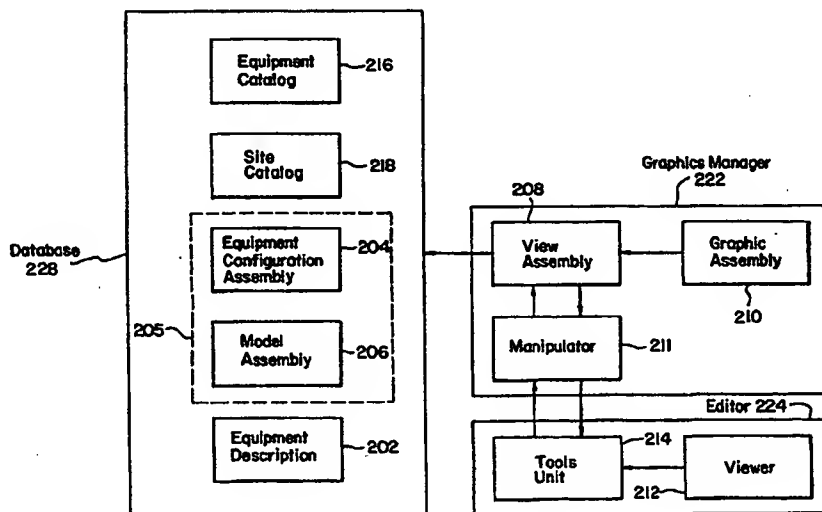 Equipment
Catalog
216
Site
Catalog
218
Database
228
Equipment
Configuration
Assembly
204
205
Model
Assembly
206
Equipment
Description
202
Graphics Manager
222
208
View
Assembly
Graphic
Assembly
210
Manipulator
211
Editor 224
214
Tools
Unit
Viewer
212